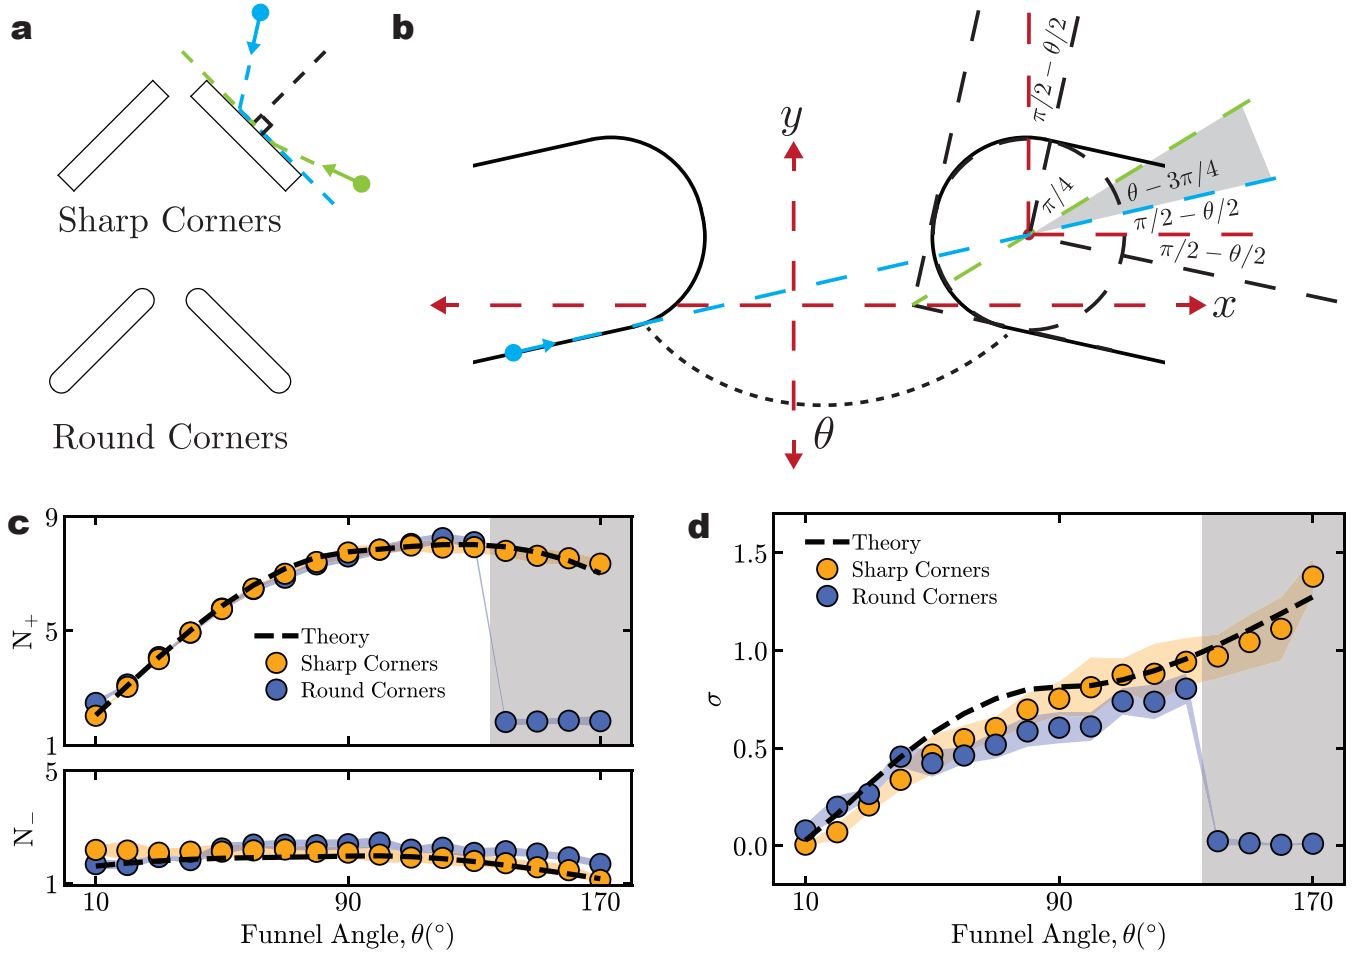 a
Sharp Corners
Round Corners
b
y
x
θ
π/2 − θ/2
π/4
θ − 3π/4
π/2 − θ/2
π/2 − θ/2
c
N₊
9
5
1
Theory
Sharp Corners
Round Corners
N₋
5
1
10
90
170
Funnel Angle, θ(°)
d
σ
1.5
1.0
0.5
0.0
Theory
Sharp Corners
Round Corners
10
90
170
Funnel Angle, θ(°)